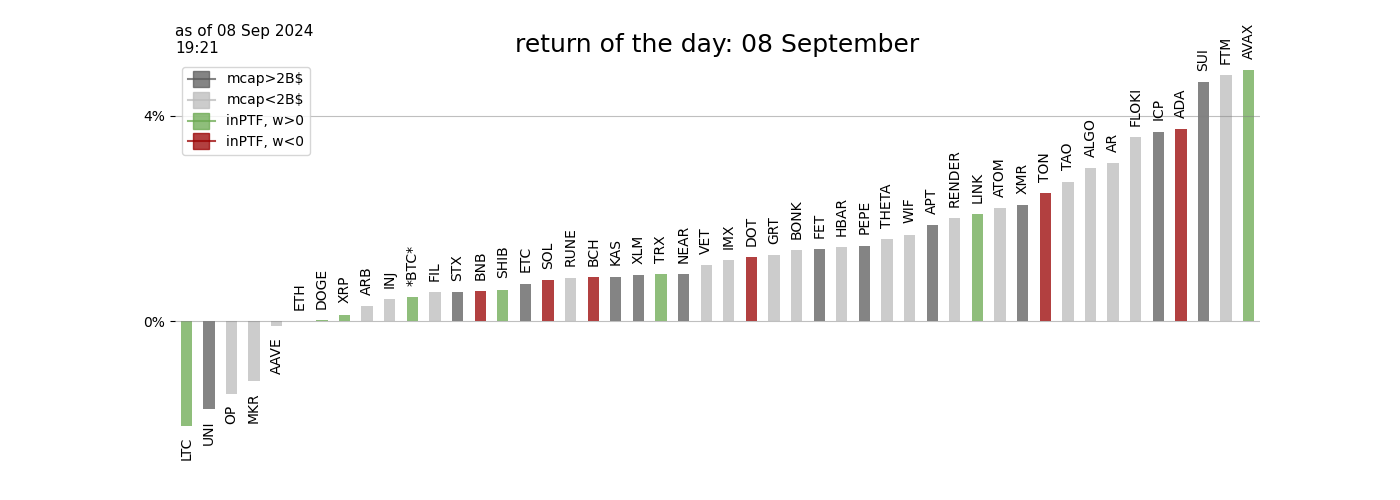 as of 08 Sep 2024
19:21
return of the day: 08 September
mcap>2B$
mcap<2B$
inPTF, w>0
inPTF, w<0
4%
0%
LTC
UNI
OP
MKR
AAVE
ETH
DOGE
XRP
ARB
INJ
*BTC*
FIL
STX
BNB
SHIB
ETC
SOL
RUNE
BCH
KAS
XLM
TRX
NEAR
VET
IMX
DOT
GRT
BONK
FET
HBAR
PEPE
THETA
WIF
APT
RENDER
LINK
ATOM
XMR
TON
TAO
ALGO
AR
FLOKI
ICP
ADA
SUI
FTM
AVAX